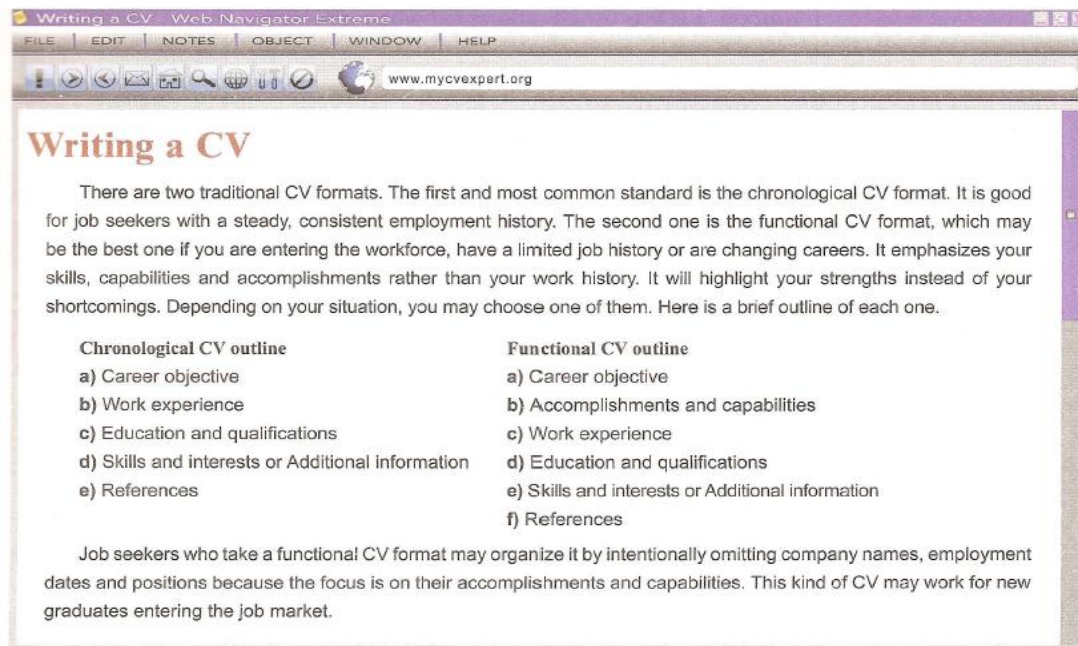 Writing a CV Web Navigator Extreme
FILE EDIT NOTES OBJECT WINDOW HELP
www.mycvexpert.org
Writing a CV
There are two traditional CV formats. The first and most common standard is the chronological CV format. It is good
for job seekers with a steady, consistent employment history. The second one is the functional CV format, which may
be the best one if you are entering the workforce, have a limited job history or are changing careers. It emphasizes your
skills, capabilities and accomplishments rather than your work history. It will highlight your strengths instead of your
shortcomings. Depending on your situation, you may choose one of them. Here is a brief outline of each one.
Chronological CV outline
a) Career objective
b) Work experience
c) Education and qualifications
d) Skills and interests or Additional information
e) References
Functional CV outline
a) Career objective
b) Accomplishments and capabilities
c) Work experience
d) Education and qualifications
e) Skills and interests or Additional information
f) References
Job seekers who take a functional CV format may organize it by intentionally omitting company names, employment
dates and positions because the focus is on their accomplishments and capabilities. This kind of CV may work for new
graduates entering the job market.